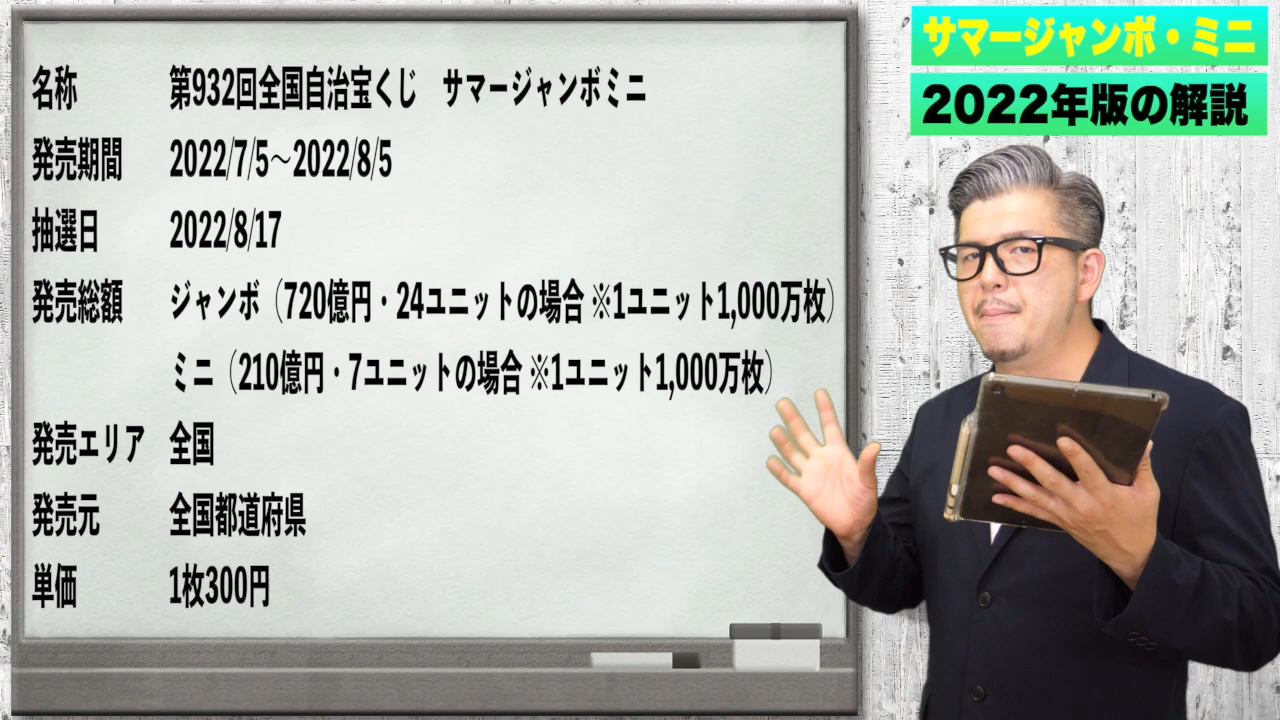 サマージャンボ・ミニ
2022年版の解説
名称 第932回全国自治宝くじ サマージャンボミニ
発売期間 2022/7/5～2022/8/5
抽選日 2022/8/17
発売総額 ジャンボ（720億円・24ユニットの場合 ※1ユニット1,000万枚）
ミニ（210億円・7ユニットの場合 ※1ユニット1,000万枚）
発売エリア 全国
発売元 全国都道府県
単価 1枚300円